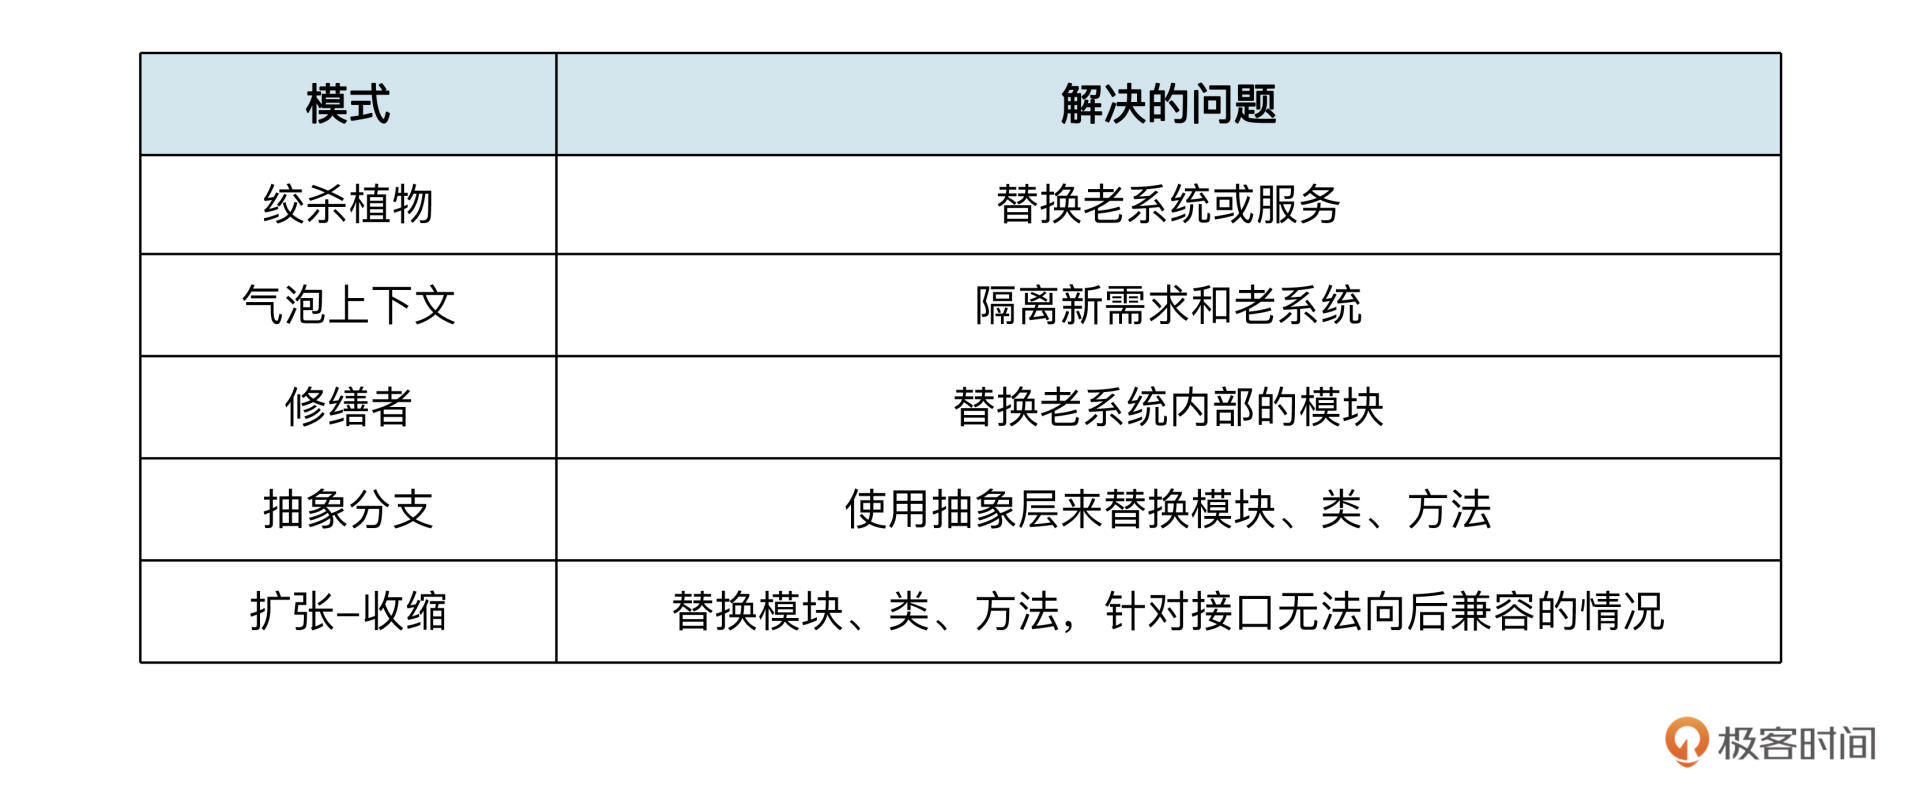 模式 解决的问题
绞杀植物 替换老系统或服务
气泡上下文 隔离新需求和老系统
修缮者 替换老系统内部的模块
抽象分支 使用抽象层来替换模块、类、方法
扩张-收缩 替换模块、类、方法，针对接口无法向后兼容的情况
极客时间